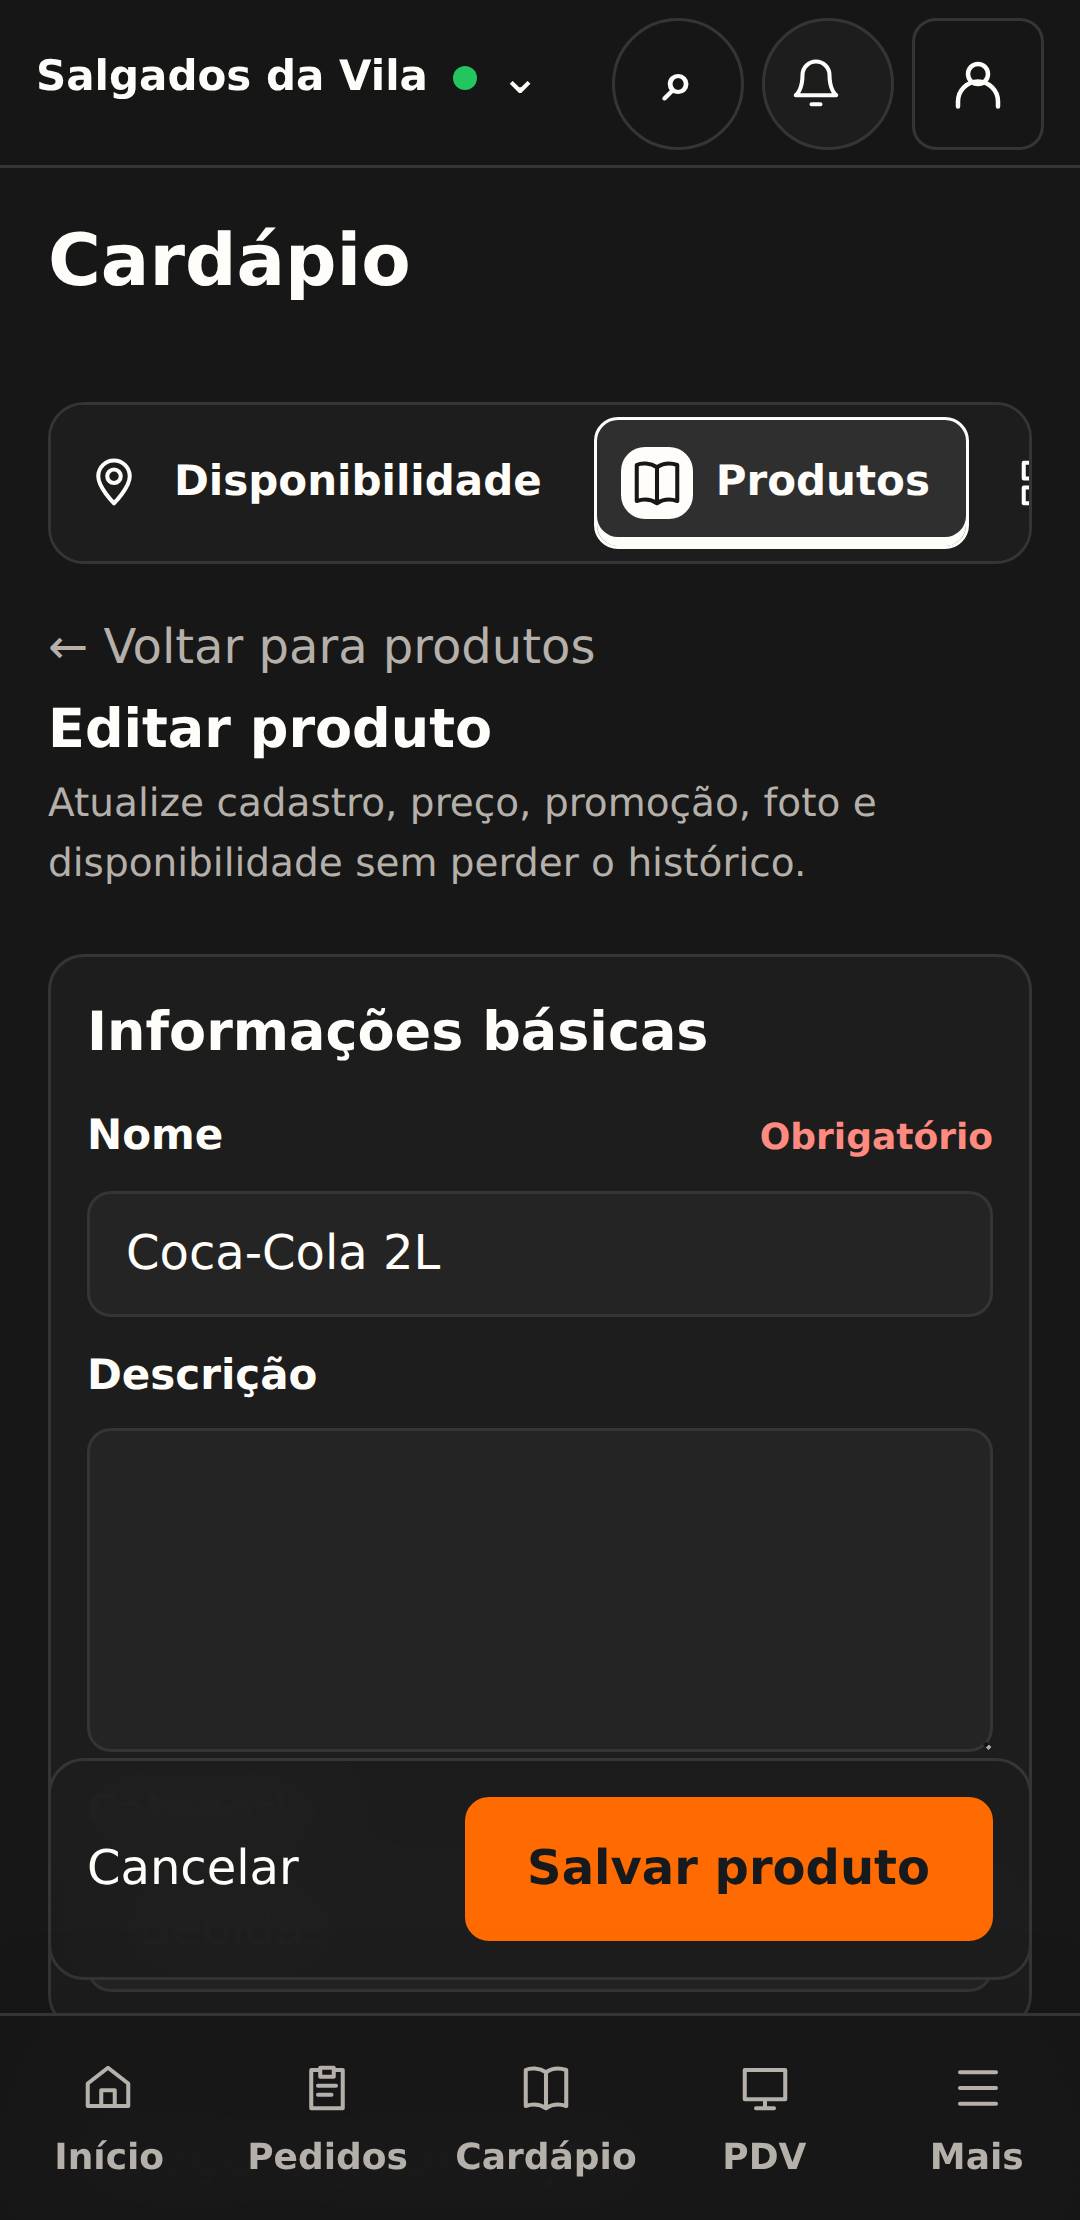 Salgados da Vila
Cardápio
Disponibilidade
Produtos
← Voltar para produtos
Editar produto
Atualize cadastro, preço, promoção, foto e
disponibilidade sem perder o histórico.
Informações básicas
Nome
Obrigatório
Coca-Cola 2L
Descrição
Cancelar
Salvar produto
Início
Pedidos
Cardápio
PDV
Mais